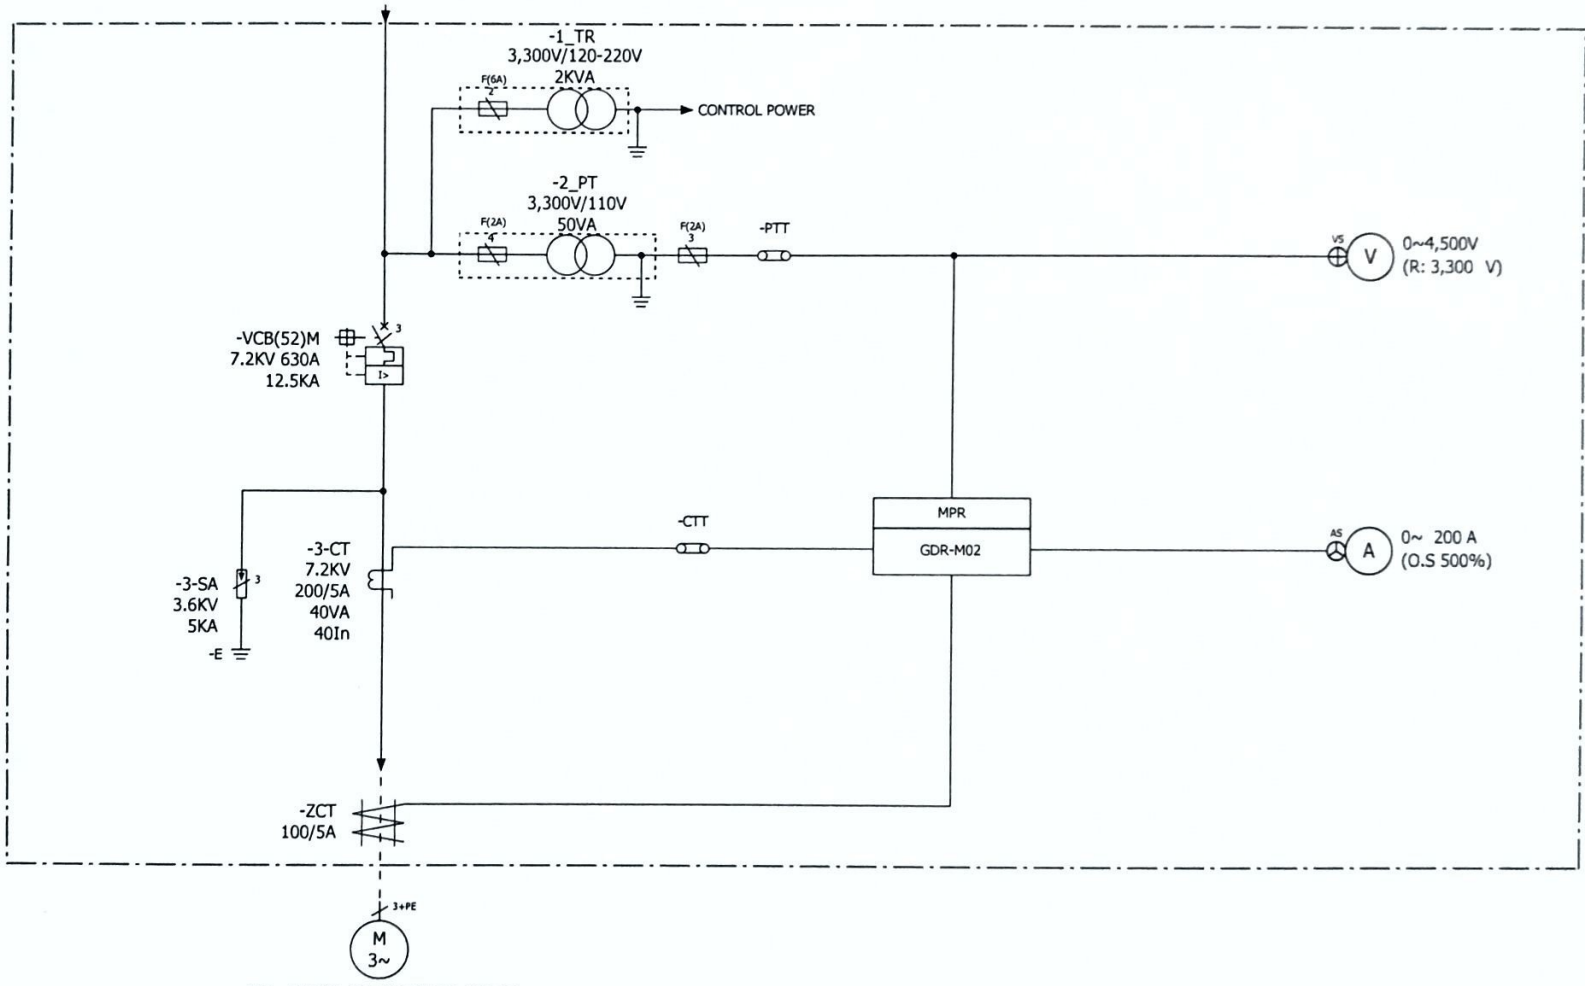 -1_TR
3,300V/120-220V
2KVA
F(6A)
2
CONTROL POWER
-2_PT
3,300V/110V
50VA
F(2A)
4
F(2A)
3
-PTT
VS
V
0~4,500V
(R: 3,300 V)
-VCB(52)M
7.2KV 630A
12.5KA
3
I>
MPR
GDR-M02
-CTT
AS
A
0~ 200 A
(O.S 500%)
-3-CT
7.2KV
200/5A
40VA
40In
-3-SA
3.6KV
5KA
3
-E
-ZCT
100/5A
3+PE
M
3~